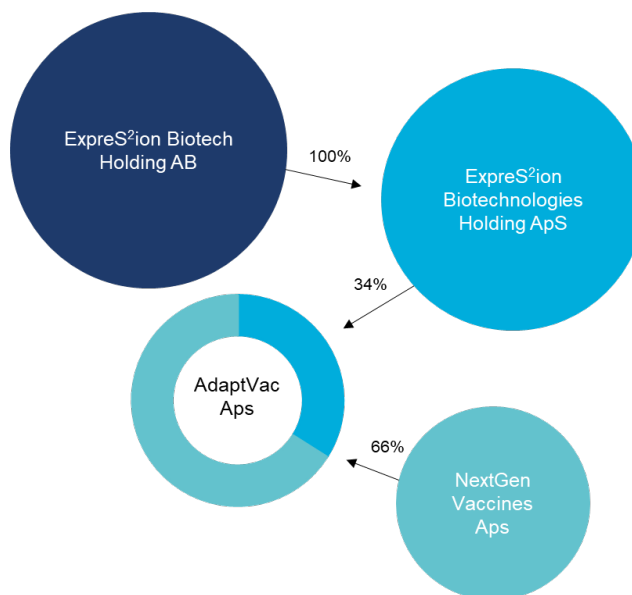 ExpreS²ion Biotech
Holding AB
100%
ExpreS²ion
Biotechnologies
Holding ApS
34%
AdaptVac
Aps
66%
NextGen
Vaccines
Aps